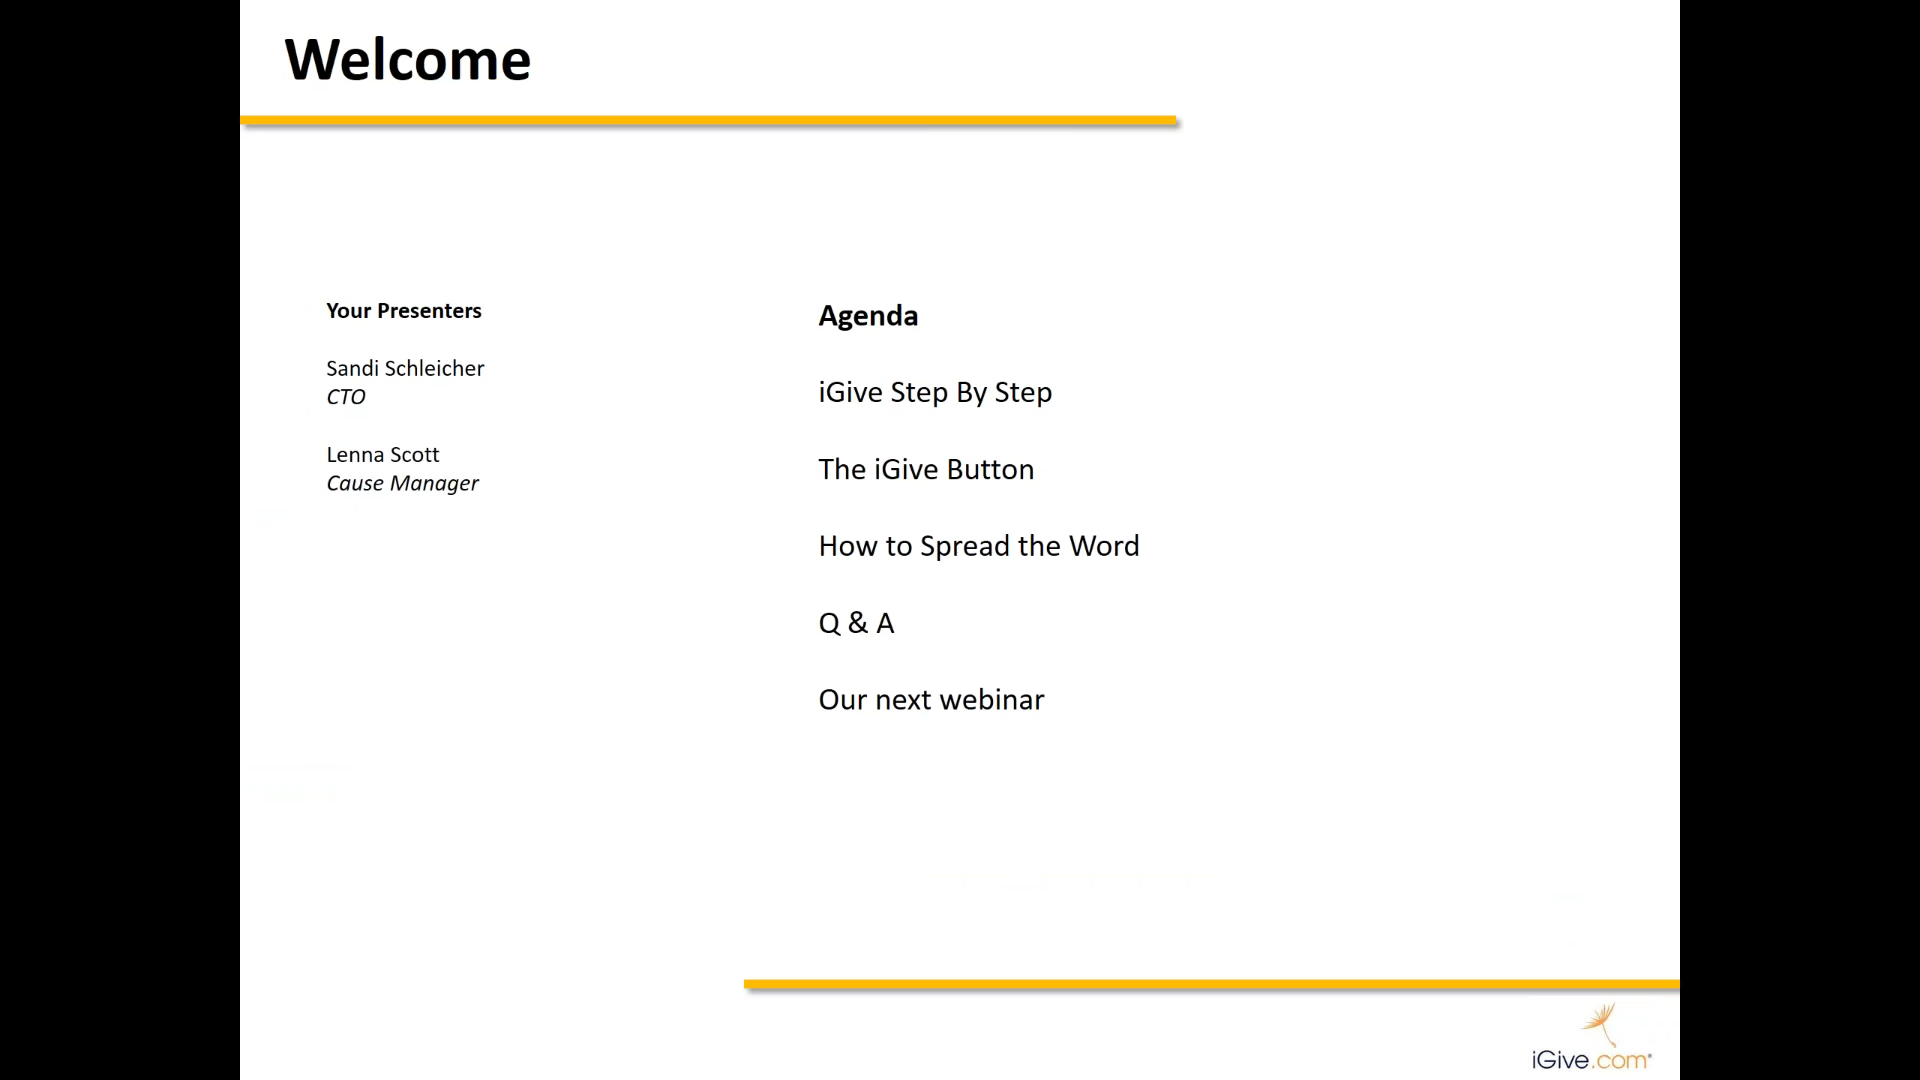 Welcome
Your Presenters
Sandi Schleicher
CTO
Lenna Scott
Cause Manager
Agenda
iGive Step By Step
The iGive Button
How to Spread the Word
Q & A
Our next webinar
iGive.com